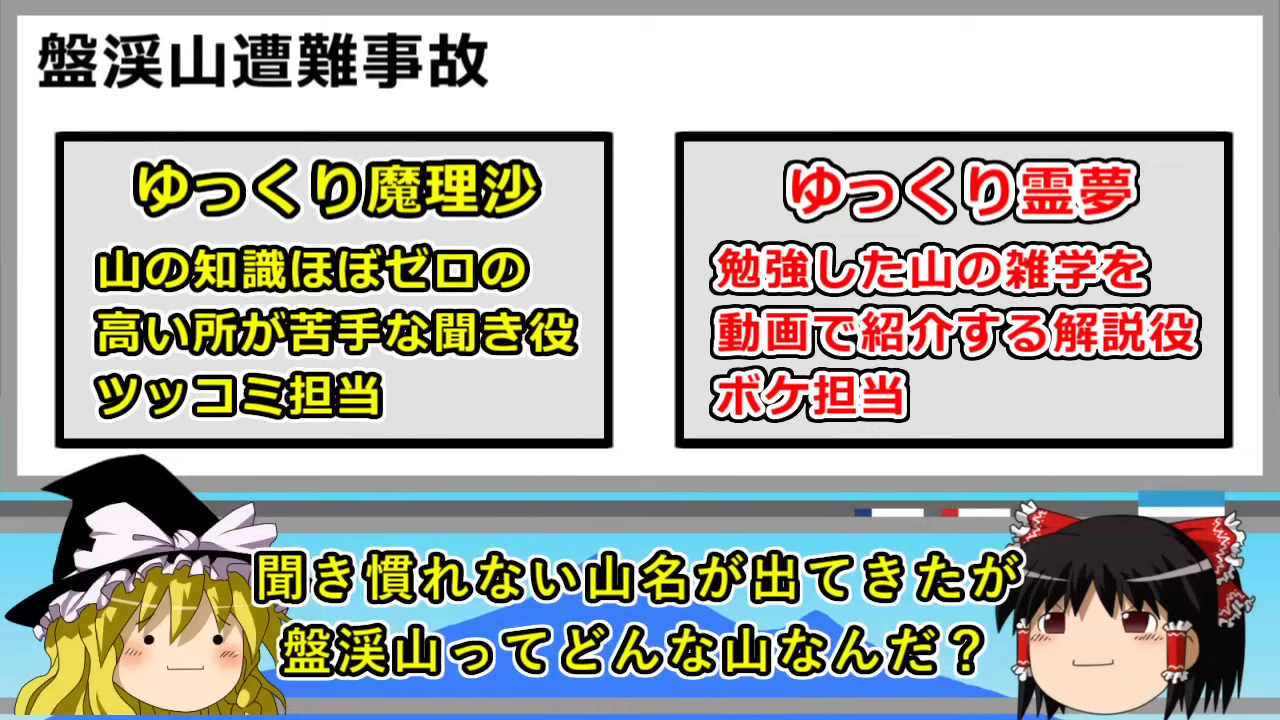 盤渓山遭難事故
ゆっくり魔理沙
山の知識ほぼゼロの
高い所が苦手な聞き役
ツッコミ担当
ゆっくり霊夢
勉強した山の雑学を
動画で紹介する解説役
ボケ担当
聞き慣れない山名が出てきたが
盤渓山ってどんな山なんだ？